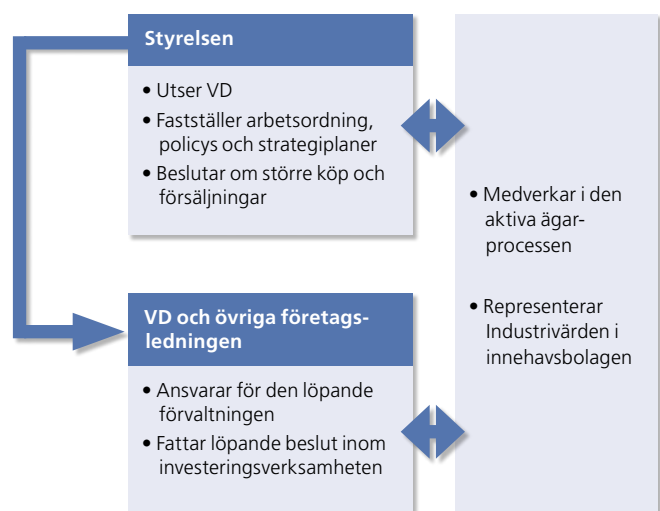 Styrelsen
• Utser VD
• Fastställer arbetsordning,
policys och strategiplaner
• Beslutar om större köp och
försäljningar
VD och övriga företags-
ledningen
• Ansvarar för den löpande
förvaltningen
• Fattar löpande beslut inom
investeringsverksamheten
• Medverkar i den
aktiva ägar-
processen
• Representerar
Industrivärden i
innehavsbolagen